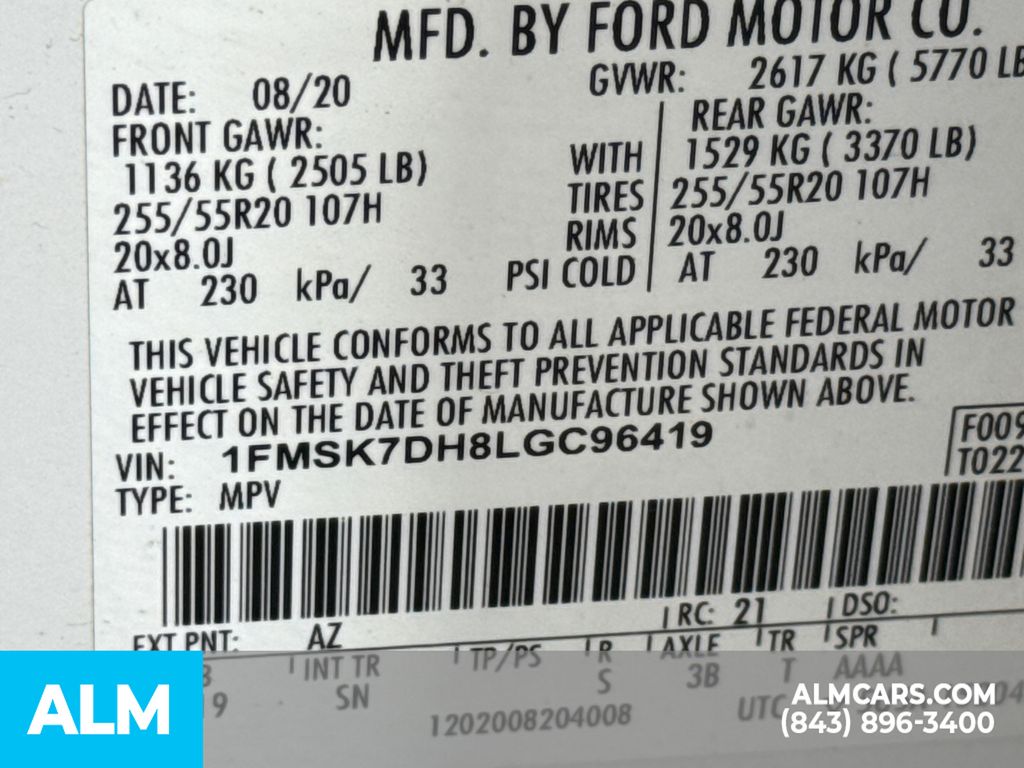 MFD. BY FORD MOTOR CO.
DATE: 08/20 GVWR: 2617 KG ( 5770 LB
FRONT GAWR: REAR GAWR:
1136 KG ( 2505 LB) WITH 1529 KG ( 3370 LB)
255/55R20 107H TIRES 255/55R20 107H
20x8.0J RIMS 20x8.0J
AT 230 kPa/ 33 PSI COLD AT 230 kPa/ 33
THIS VEHICLE CONFORMS TO ALL APPLICABLE FEDERAL MOTOR
VEHICLE SAFETY AND THEFT PREVENTION STANDARDS IN
EFFECT ON THE DATE OF MANUFACTURE SHOWN ABOVE.
VIN: 1FMSK7DH8LGC96419 F009
TYPE: MPV T022
EXT PNT: AZ RC: 21 DSO:
INT TR TP/PS R AXLE TR SPR
9 SN S 3B T AAAA
1202008204008 UTC
ALM
ALMCARS.COM
(843) 896-3400